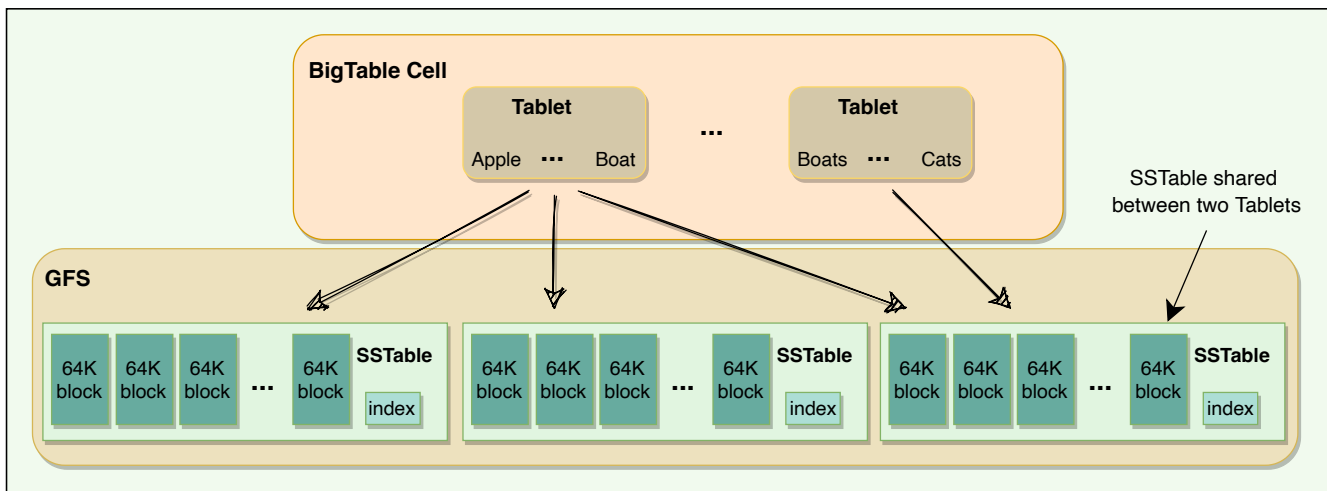 BigTable Cell
Tablet
Apple ... Boat
...
Tablet
Boats ... Cats
SSTable shared
between two Tablets
GFS
64K
block
64K
block
64K
block
...
64K
block
SSTable
index
64K
block
64K
block
64K
block
...
64K
block
SSTable
index
64K
block
64K
block
64K
block
...
64K
block
SSTable
index